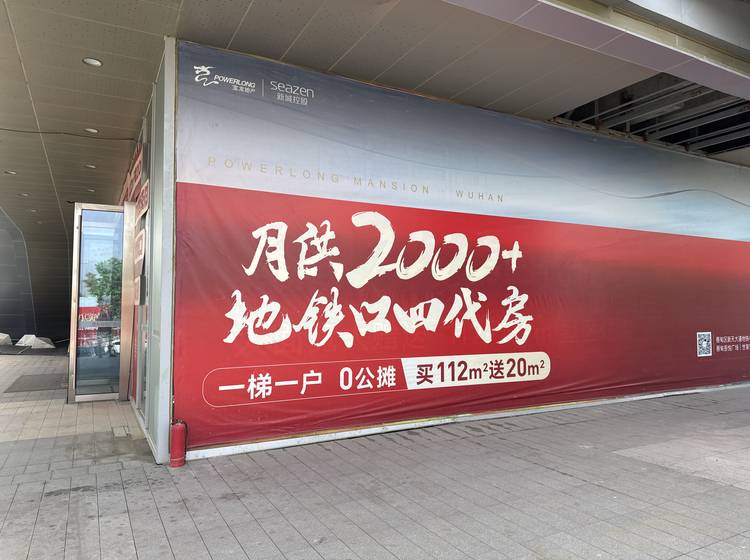 POWERLONG
宝龙地产
seazen
新城控股
POWERLONG MANSION · WUHAN
月供2000+
地铁口四代房
一梯一户 0公摊 买112m²送20m²